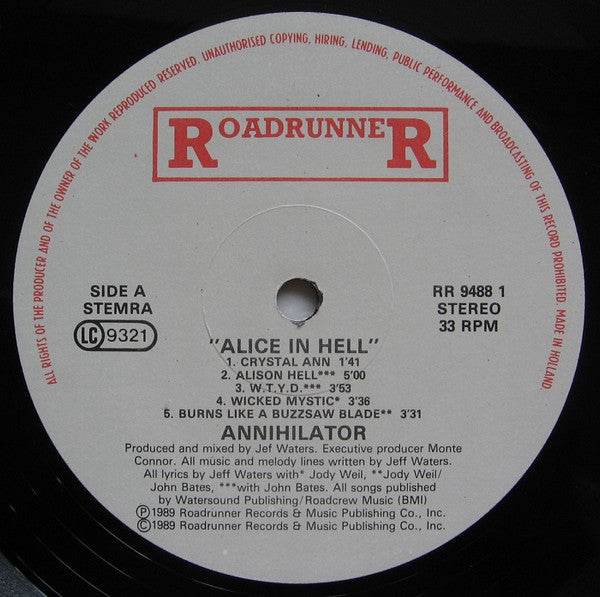 ALL RIGHTS OF THE PRODUCER AND OF THE OWNER OF THE WORK REPRODUCED RESERVED. UNAUTHORISED COPYING, HIRING, LENDING, PUBLIC PERFORMANCE AND BROADCASTING OF THIS RECORD PROHIBITED. MADE IN HOLLAND
ROADRUNNER
SIDE A
STEMRA
LC 9321
RR 9488 1
STEREO
33 RPM
"ALICE IN HELL"
1. CRYSTAL ANN 1'41
2. ALISON HELL*** 5'00
3. W.T.Y.D.*** 3'53
4. WICKED MYSTIC* 3'36
5. BURNS LIKE A BUZZSAW BLADE** 3'31
ANNIHILATOR
Produced and mixed by Jef Waters. Executive producer Monte
Connor. All music and melody lines written by Jeff Waters.
All lyrics by Jeff Waters with* Jody Weil, **Jody Weil/
John Bates, ***with John Bates. All songs published
by Watersound Publishing/Roadcrew Music (BMI)
Ⓟ1989 Roadrunner Records & Music Publishing Co., Inc.
©1989 Roadrunner Records & Music Publishing Co., Inc.